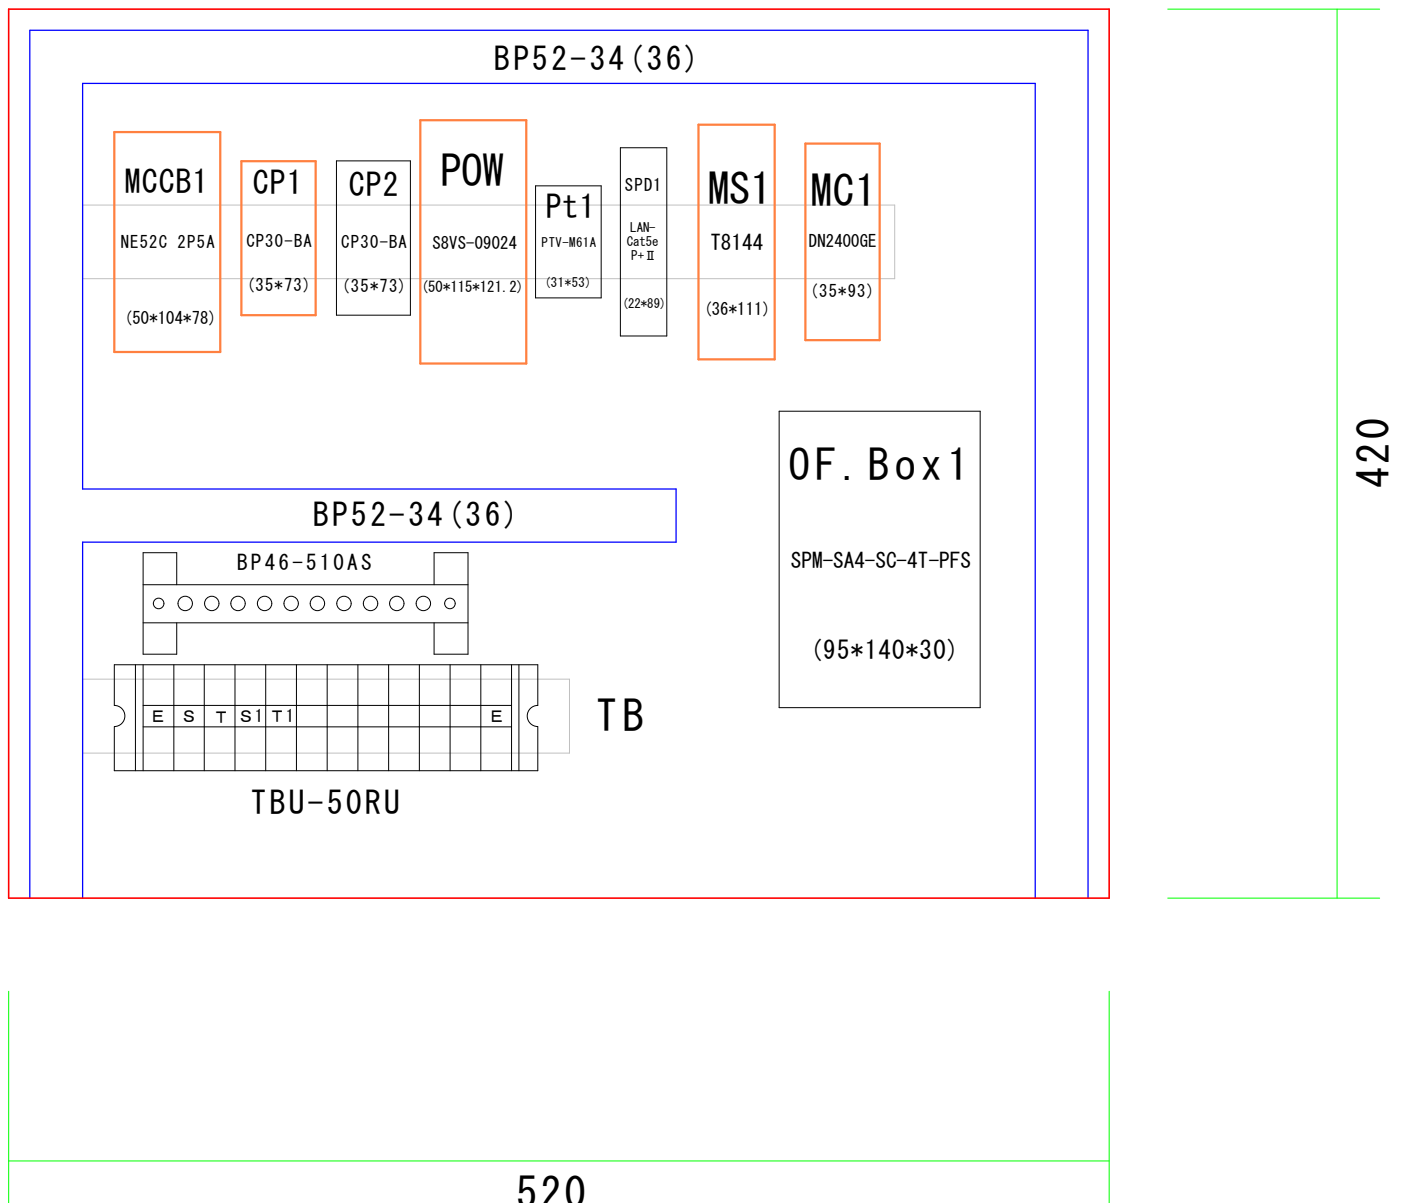 BP52-34(36)
MCCB1
NE52C 2P5A
(50*104*78)
CP1
CP30-BA
(35*73)
CP2
CP30-BA
(35*73)
POW
S8VS-09024
(50*115*121.2)
Pt1
PTV-M61A
(31*53)
SPD1
LAN-
Cat5e
P+Ⅱ
(22*89)
MS1
T8144
(36*111)
MC1
DN2400GE
(35*93)
420
OF.Box1
SPM-SA4-SC-4T-PFS
(95*140*30)
BP52-34(36)
BP46-510AS
E S T S1 T1 E
TB
TBU-50RU
520